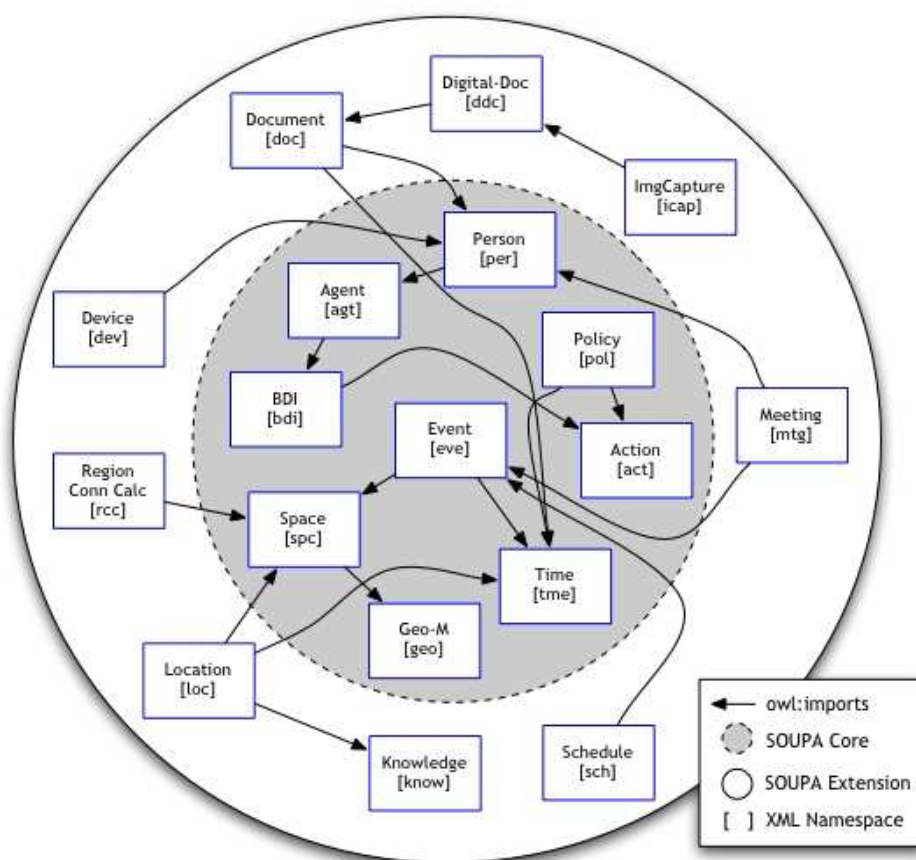 Digital-Doc
[ddc]
Document
[doc]
ImgCapture
[icap]
Person
[per]
Agent
[agt]
Device
[dev]
Policy
[pol]
BDI
[bdi]
Event
[eve]
Action
[act]
Meeting
[mtg]
Region
Conn Calc
[rcc]
Space
[spc]
Time
[tme]
Geo-M
[geo]
Location
[loc]
Knowledge
[know]
Schedule
[sch]
owl:imports
SOUPA Core
SOUPA Extension
[ ] XML Namespace